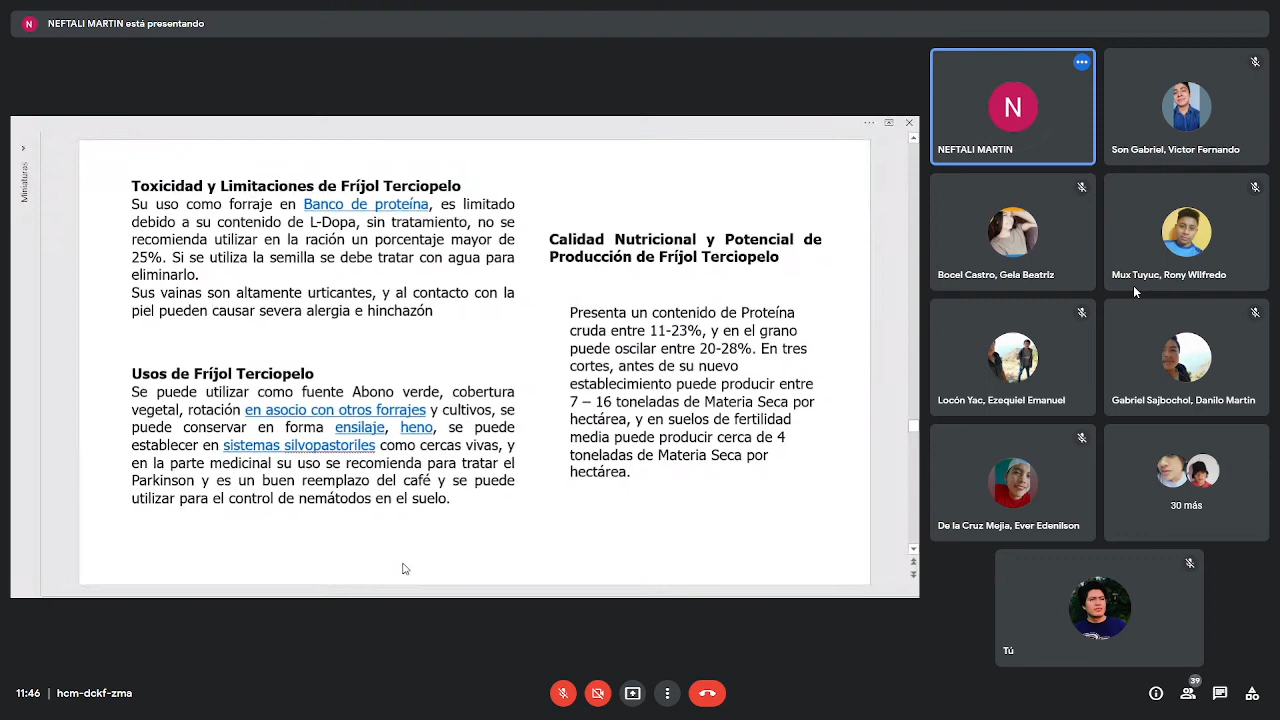 N NEFTALI MARTIN está presentando
Miniaturas
Toxicidad y Limitaciones de Fríjol Terciopelo
Su uso como forraje en Banco de proteína, es limitado
debido a su contenido de L-Dopa, sin tratamiento, no se
recomienda utilizar en la ración un porcentaje mayor de
25%. Si se utiliza la semilla se debe tratar con agua para
eliminarlo.
Sus vainas son altamente urticantes, y al contacto con la
piel pueden causar severa alergia e hinchazón
Usos de Fríjol Terciopelo
Se puede utilizar como fuente Abono verde, cobertura
vegetal, rotación en asocio con otros forrajes y cultivos, se
puede conservar en forma ensilaje, heno, se puede
establecer en sistemas silvopastoriles como cercas vivas, y
en la parte medicinal su uso se recomienda para tratar el
Parkinson y es un buen reemplazo del café y se puede
utilizar para el control de nemátodos en el suelo.
Calidad Nutricional y Potencial de
Producción de Fríjol Terciopelo
Presenta un contenido de Proteína
cruda entre 11-23%, y en el grano
puede oscilar entre 20-28%. En tres
cortes, antes de su nuevo
establecimiento puede producir entre
7 – 16 toneladas de Materia Seca por
hectárea, y en suelos de fertilidad
media puede producir cerca de 4
toneladas de Materia Seca por
hectárea.
N
NEFTALI MARTIN
Son Gabriel, Victor Fernando
Bocel Castro, Gela Beatriz
Mux Tuyuc, Rony Wilfredo
Locón Yac, Ezequiel Emanuel
Gabriel Sajbochol, Danilo Martin
De la Cruz Mejia, Ever Edenilson
30 más
Tú
11:46 | hcm-dckf-zma
39